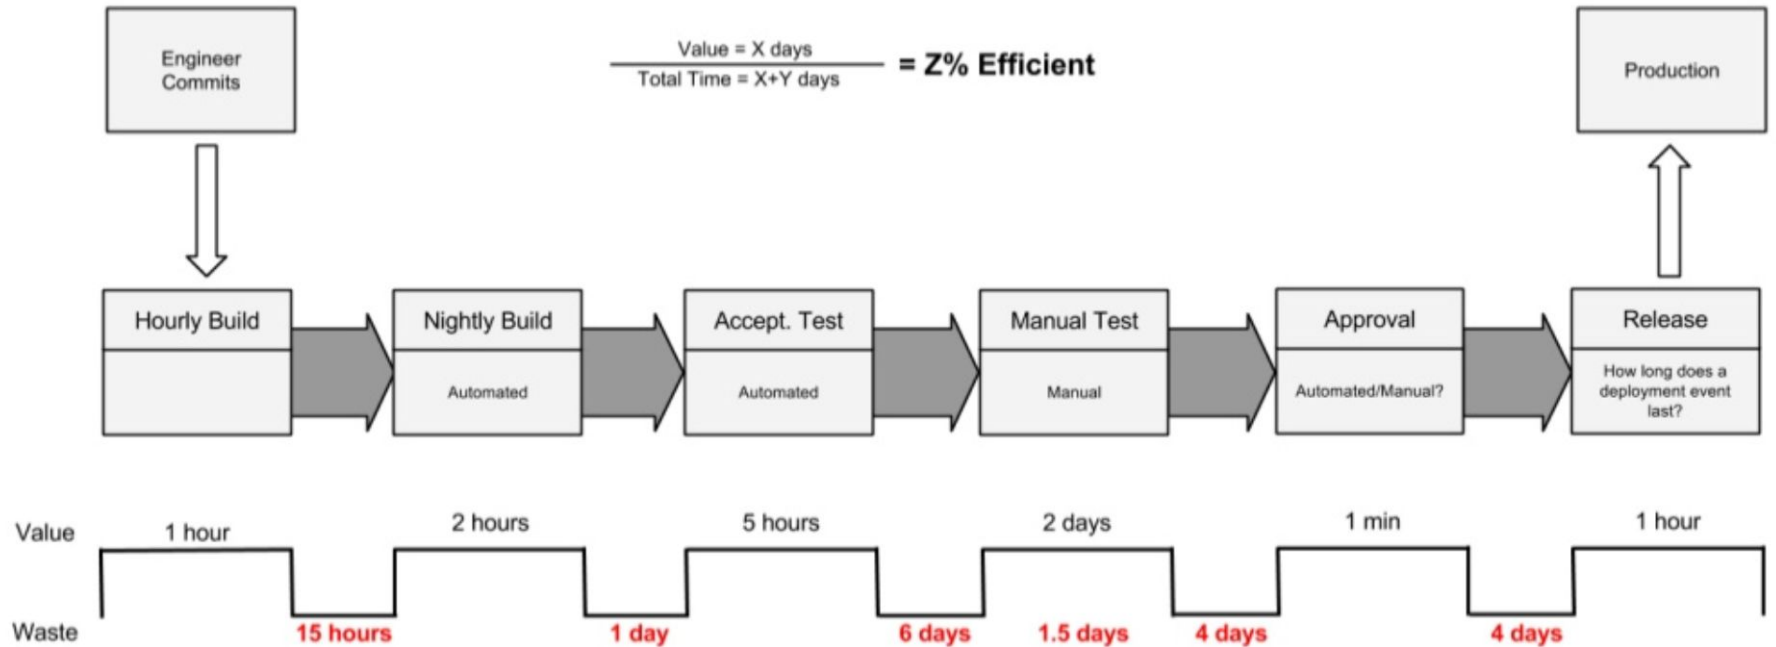 Engineer
Commits
Value = X days
Total Time = X+Y days
= Z% Efficient
Production
Hourly Build
Nightly Build
Automated
Accept. Test
Automated
Manual Test
Manual
Approval
Automated/Manual?
Release
How long does a
deployment event
last?
Value
1 hour
2 hours
5 hours
2 days
1 min
1 hour
Waste
15 hours
1 day
6 days
1.5 days
4 days
4 days